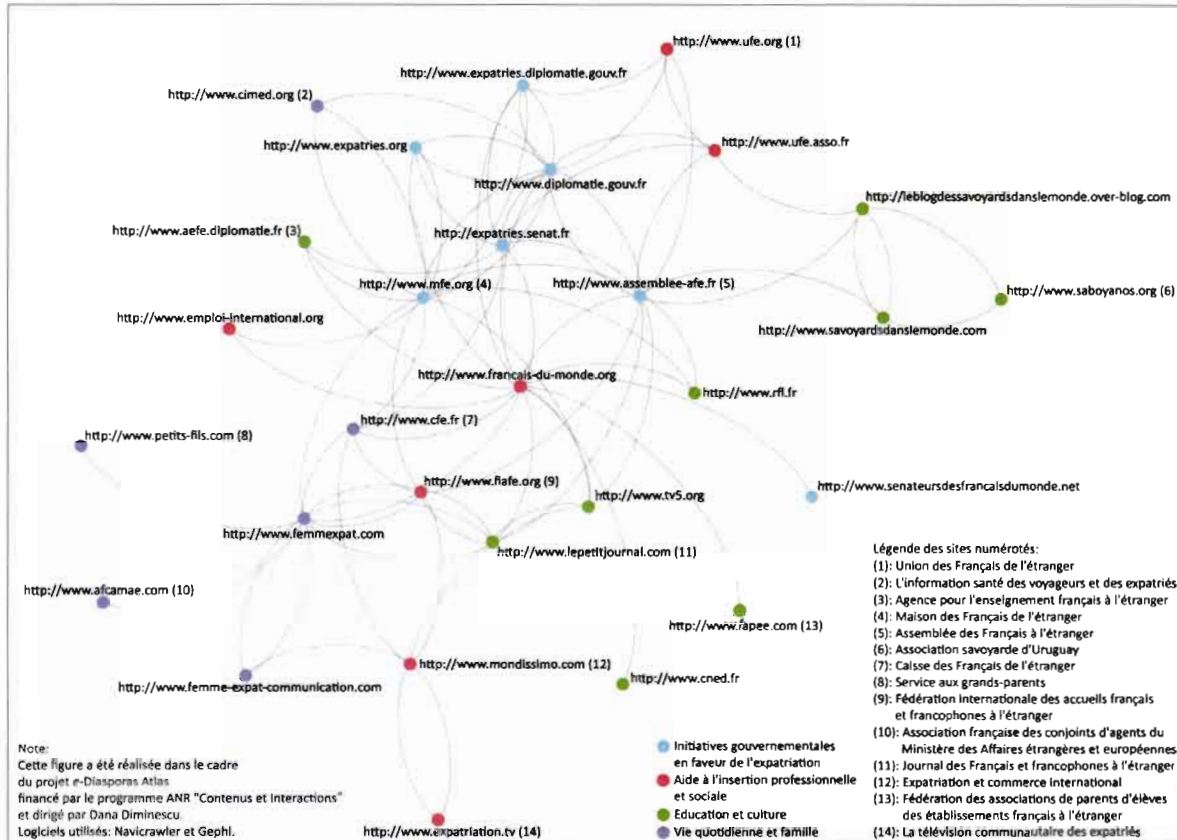 http://www.ufe.org (1)
http://www.expatries.diplomatie.gouv.fr
http://www.cimed.org (2)
http://www.expatries.org
http://www.ufe.asso.fr
http://www.diplomatie.gouv.fr
http://leblogdessavoyardsdanslemonde.over-blog.com
http://www.aefe.diplomatie.fr (3)
http://expatries.senat.fr
http://www.mfe.org (4)
http://www.assemblee-afe.fr (5)
http://www.saboyanos.org (6)
http://www.emploi-international.org
http://www.savoyardsdanslemonde.com
http://www.francais-du-monde.org
http://www.rfi.fr
http://www.cfe.fr (7)
http://www.petits-fils.com (8)
http://www.fiafe.org (9)
http://www.senateursdesfrancaisdumonde.net
http://www.tv5.org
http://www.femmexpat.com
http://www.lepetitjournal.com (11)
http://www.afcamae.com (10)
http://www.rapee.com (13)
http://www.mondissimo.com (12)
http://www.cned.fr
http://www.femme-expat-communication.com
http://www.expatriation.tv (14)
Note:
Cette figure a été réalisée dans le cadre
du projet e-Diasporas Atlas
financé par le programme ANR "Contenus et Interactions"
et dirigé par Dana Diminescu.
Logiciels utilisés: Navicrawler et Gephi.
Initiatives gouvernementales
en faveur de l'expatriation
Aide à l'insertion professionnelle
et sociale
Education et culture
Vie quotidienne et famille
Légende des sites numérotés:
(1): Union des Français de l'étranger
(2): L'information santé des voyageurs et des expatriés
(3): Agence pour l'enseignement français à l'étranger
(4): Maison des Français de l'étranger
(5): Assemblée des Français à l'étranger
(6): Association savoyarde d'Uruguay
(7): Caisse des Français de l'étranger
(8): Service aux grands-parents
(9): Fédération internationale des accueils français
et francophones à l'étranger
(10): Association française des conjoints d'agents du
Ministère des Affaires étrangères et européennes
(11): Journal des Français et francophones à l'étranger
(12): Expatriation et commerce international
(13): Fédération des associations de parents d'élèves
des établissements français à l'étranger
(14): La télévision communautaire des expatriés